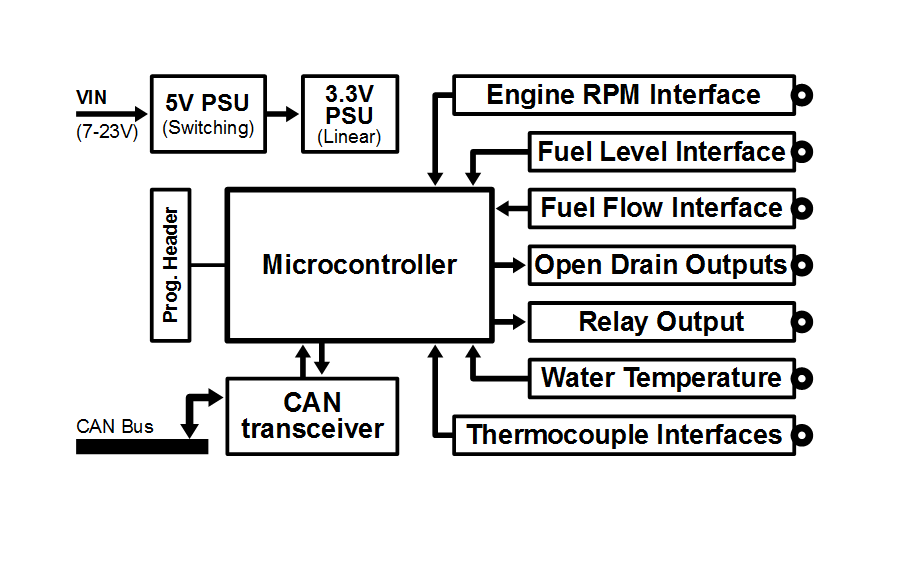 VIN
(7-23V)
5V PSU
(Switching)
3.3V
PSU
(Linear)
Engine RPM Interface
Fuel Level Interface
Fuel Flow Interface
Prog. Header
Microcontroller
Open Drain Outputs
Relay Output
Water Temperature
CAN
transceiver
CAN Bus
Thermocouple Interfaces